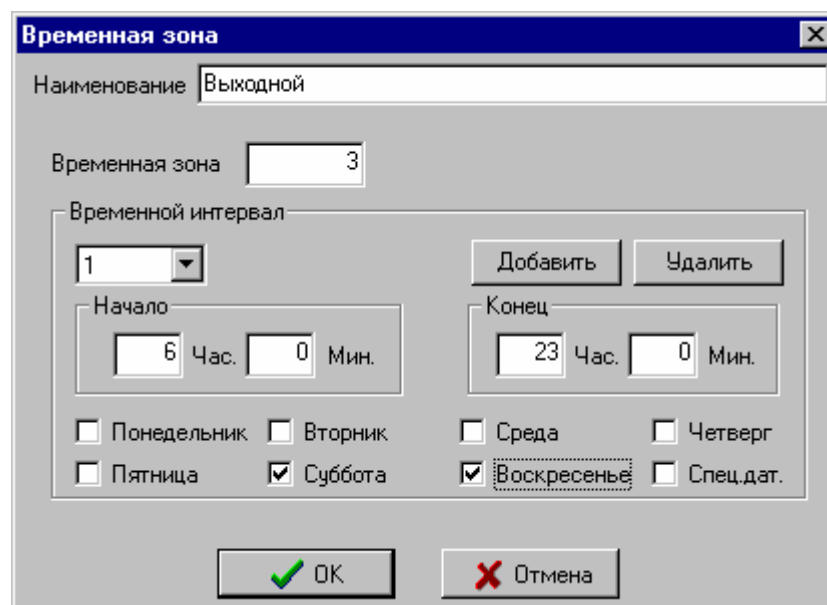 Временная зона
Наименование Выходной
Временная зона 3
Временной интервал
1 Добавить Удалить
Начало Конец
6 Час. 0 Мин. 23 Час. 0 Мин.
Понедельник Вторник Среда Четверг
Пятница Суббота Воскресенье Спец.дат.
OK Отмена